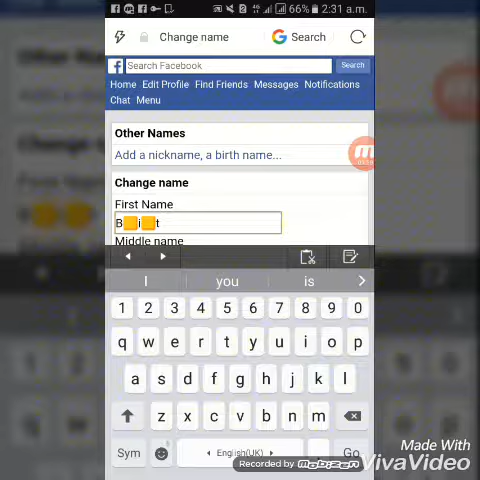 66% 2:31 a.m.
Change name
Search
Search Facebook
Search
Home Edit Profile Find Friends Messages Notifications
Chat Menu
Other Names
Add a nickname, a birth name...
Change name
First Name
B🟧i🟧t
Middle name
I you is
1 2 3 4 5 6 7 8 9 0
q w e r t y u i o p
a s d f g h j k l
z x c v b n m
Sym English(UK) Go
Recorded by
Made With
VivaVideo